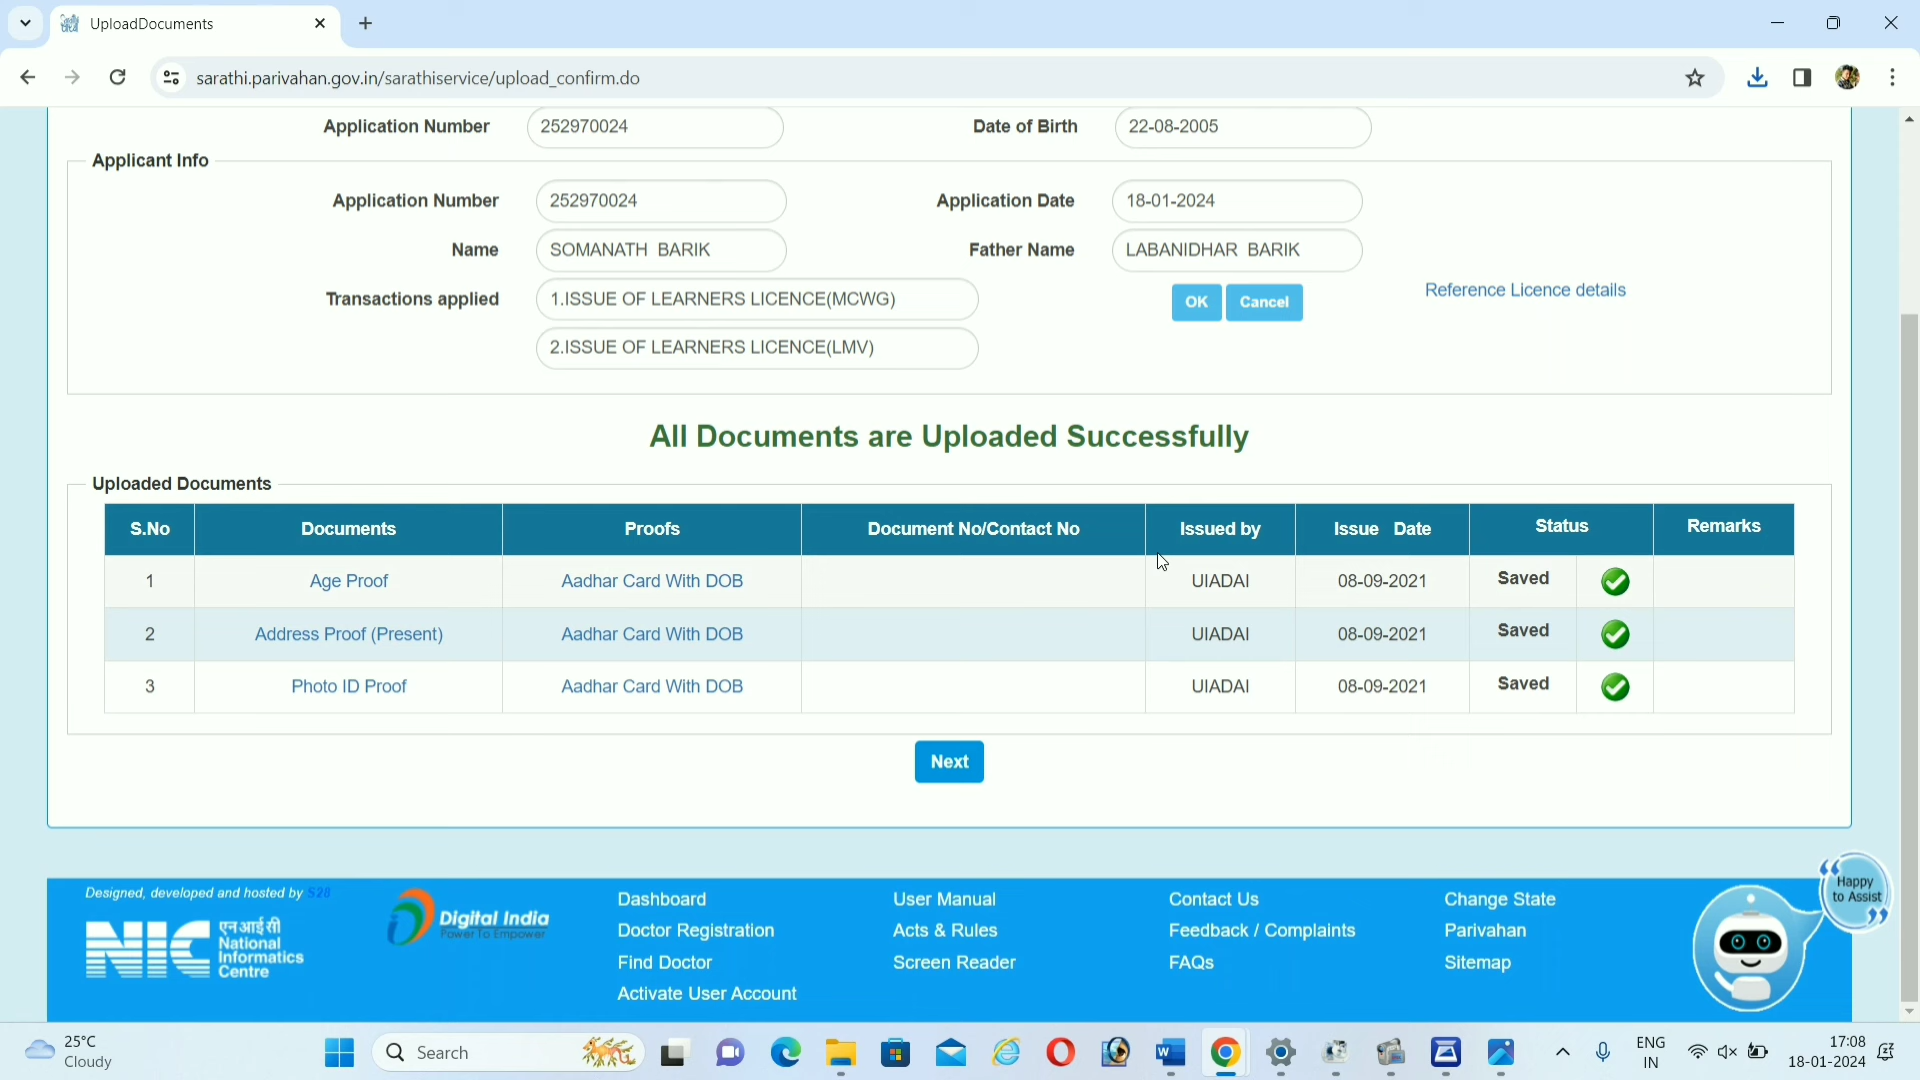 UploadDocuments
sarathi.parivahan.gov.in/sarathiservice/upload_confirm.do
Application Number 252970024 Date of Birth 22-08-2005
Applicant Info
Application Number 252970024 Application Date 18-01-2024
Name SOMANATH BARIK Father Name LABANIDHAR BARIK
Transactions applied 1.ISSUE OF LEARNERS LICENCE(MCWG) OK Cancel Reference Licence details
2.ISSUE OF LEARNERS LICENCE(LMV)
All Documents are Uploaded Successfully
Uploaded Documents
S.No Documents Proofs Document No/Contact No Issued by Issue Date Status Remarks
1 Age Proof Aadhar Card With DOB UIADAI 08-09-2021 Saved
2 Address Proof (Present) Aadhar Card With DOB UIADAI 08-09-2021 Saved
3 Photo ID Proof Aadhar Card With DOB UIADAI 08-09-2021 Saved
Next
Designed, developed and hosted by S28
NIC एनआईसी
National
Informatics
Centre
Digital India
Power To Empower
Dashboard User Manual Contact Us Change State
Doctor Registration Acts & Rules Feedback / Complaints Parivahan
Find Doctor Screen Reader FAQs Sitemap
Activate User Account
Happy
to Assist
25°C
Cloudy
Search
ENG
IN
17:08
18-01-2024